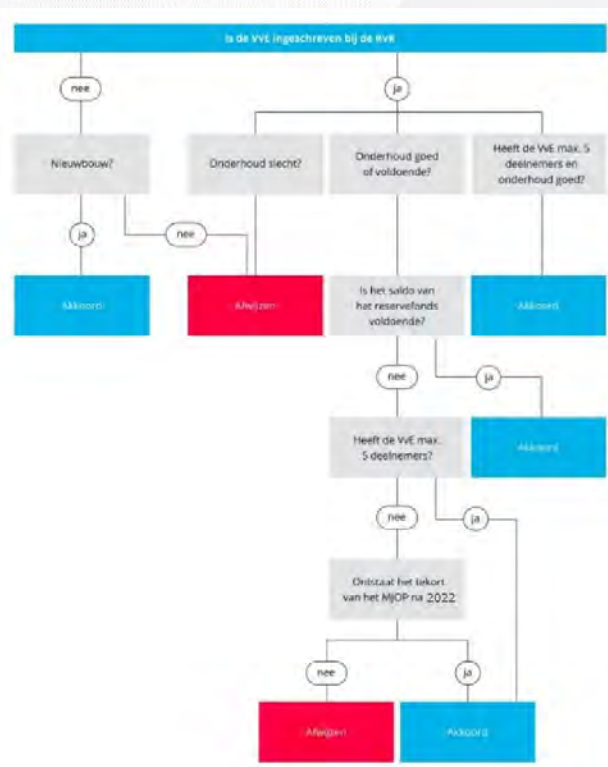 Is de VVE ingeschreven bij de KVK
nee
ja
Nieuwbouw?
Onderhoud slecht?
Onderhoud goed
of voldoende?
Heeft de VvE max. 5
deelnemers en
onderhoud goed?
ja
nee
Akkoord
Afwijzen
Is het saldo van
het reservefonds
voldoende?
Akkoord
nee
ja
Heeft de VvE max.
5 deelnemers?
Akkoord
nee
ja
Ontstaat het tekort
van het MJOP na 2022
nee
ja
Afwijzen
Akkoord